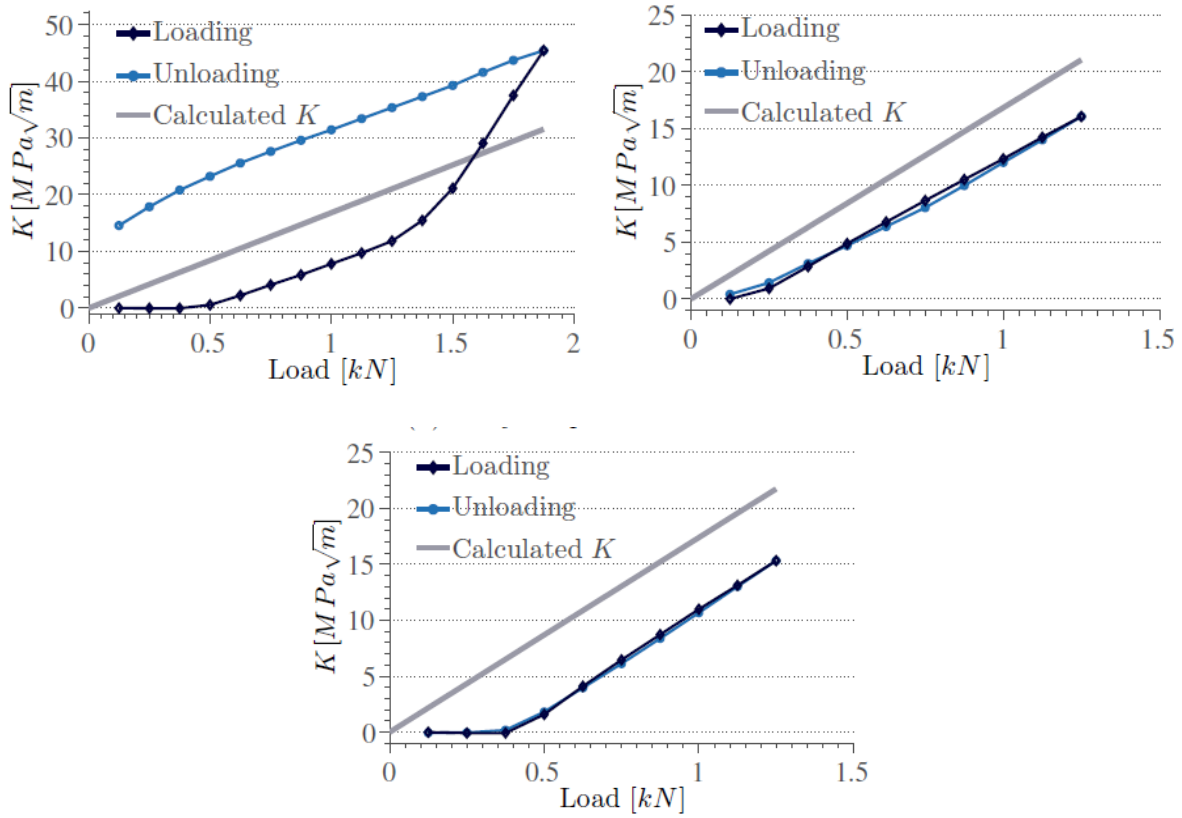 50
40
30
20
10
0
K [MPa√m]
Loading
Unloading
Calculated K
0 0.5 1 1.5 2
Load [kN]
25
20
15
10
5
0
K [MPa√m]
Loading
Unloading
Calculated K
0 0.5 1 1.5
Load [kN]
25
20
15
10
5
0
K [MPa√m]
Loading
Unloading
Calculated K
0 0.5 1 1.5
Load [kN]